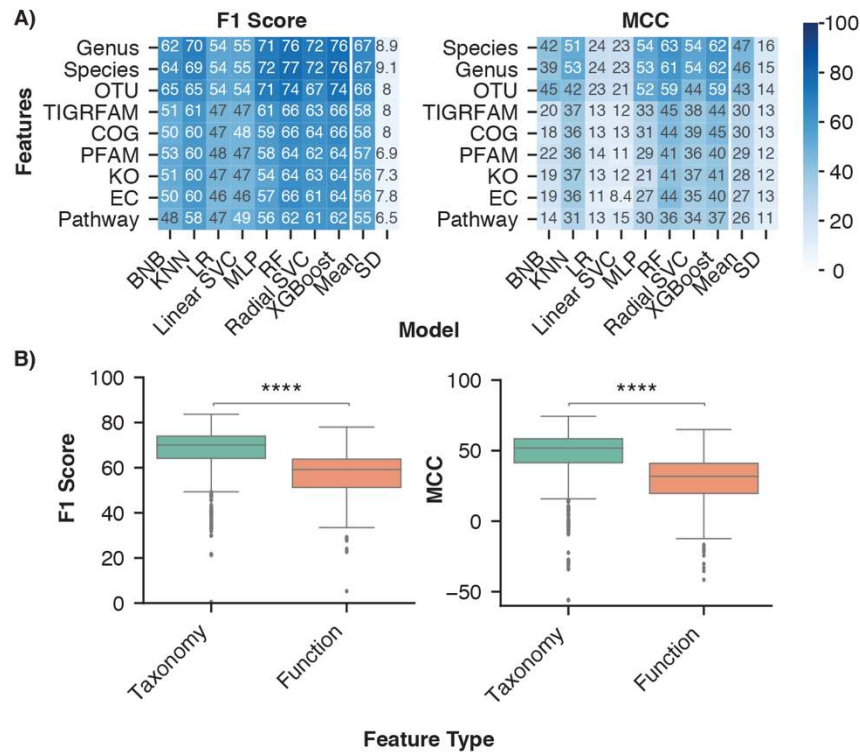 A) F1 Score MCC
Genus 62 70 54 55 71 76 72 76 67 8.9
Species 64 69 54 55 72 77 72 76 67 9.1
OTU 65 65 54 54 71 74 67 74 66 8
TIGRFAM 51 61 47 47 61 66 63 66 58 8
COG 50 60 47 48 59 66 64 66 58 8
PFAM 53 60 48 47 58 64 62 64 57 6.9
KO 51 60 47 47 54 64 63 64 56 7.3
EC 50 60 46 46 57 66 61 64 56 7.8
Pathway 48 58 47 49 56 62 61 62 55 6.5
Features
BNB
KNN
LR
Linear SVC
MLP
RF
Radial SVC
XGBoost
Mean
SD
Species 42 51 24 23 54 63 54 62 47 16
Genus 39 53 24 23 53 61 54 62 46 15
OTU 45 42 23 21 52 59 44 59 43 14
TIGRFAM 20 37 13 12 33 45 38 44 30 13
COG 18 36 13 13 31 44 39 45 30 13
PFAM 22 36 14 11 29 41 36 40 29 12
KO 19 37 13 12 21 41 37 41 28 12
EC 19 36 11 8.4 27 44 35 40 27 13
Pathway 14 31 13 15 30 36 34 37 26 11
BNB
KNN
LR
Linear SVC
MLP
RF
Radial SVC
XGBoost
Mean
SD
100
80
60
40
20
0
Model
B)
F1 Score
100
80
60
40
20
0
****
Taxonomy
Function
MCC
100
50
0
−50
****
Taxonomy
Function
Feature Type